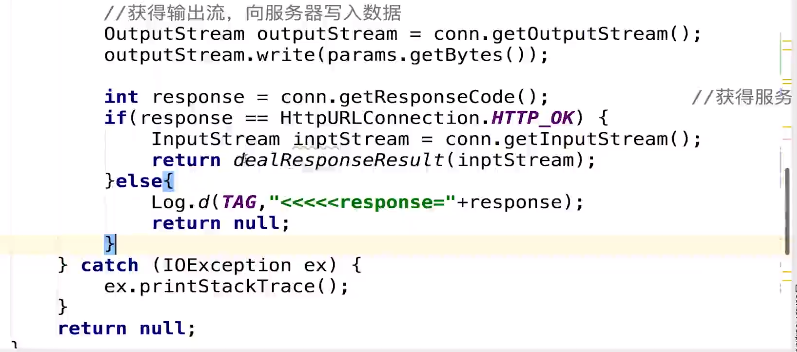 //获得输出流，向服务器写入数据
OutputStream outputStream = conn.getOutputStream();
outputStream.write(params.getBytes());
int response = conn.getResponseCode(); //获得服务
if(response == HttpURLConnection.HTTP_OK) {
InputStream inptStream = conn.getInputStream();
return dealResponseResult(inptStream);
}else{
Log.d(TAG,"<<<<<response="+response);
return null;
}
} catch (IOException ex) {
ex.printStackTrace();
}
return null;
}